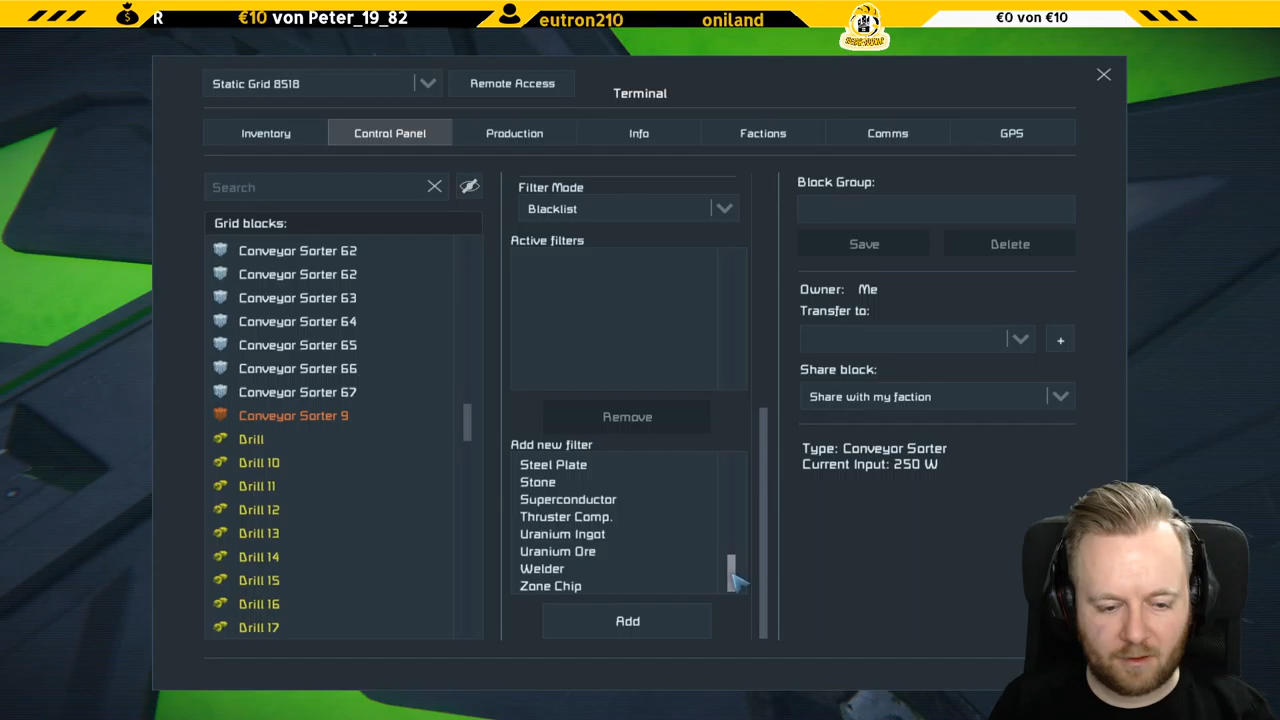 R €10 von Peter_19_82 eutron210 oniland €0 von €10
Static Grid 8518
Remote Access
Terminal
Inventory Control Panel Production Info Factions Comms GPS
Search
Grid blocks:
Conveyor Sorter 62
Conveyor Sorter 62
Conveyor Sorter 63
Conveyor Sorter 64
Conveyor Sorter 65
Conveyor Sorter 66
Conveyor Sorter 67
Conveyor Sorter 9
Drill
Drill 10
Drill 11
Drill 12
Drill 13
Drill 14
Drill 15
Drill 16
Drill 17
Filter Mode
Blacklist
Active filters
Remove
Add new filter
Steel Plate
Stone
Superconductor
Thruster Comp.
Uranium Ingot
Uranium Ore
Welder
Zone Chip
Add
Block Group:
Save Delete
Owner: Me
Transfer to:
+
Share block:
Share with my faction
Type: Conveyor Sorter
Current Input: 250 W